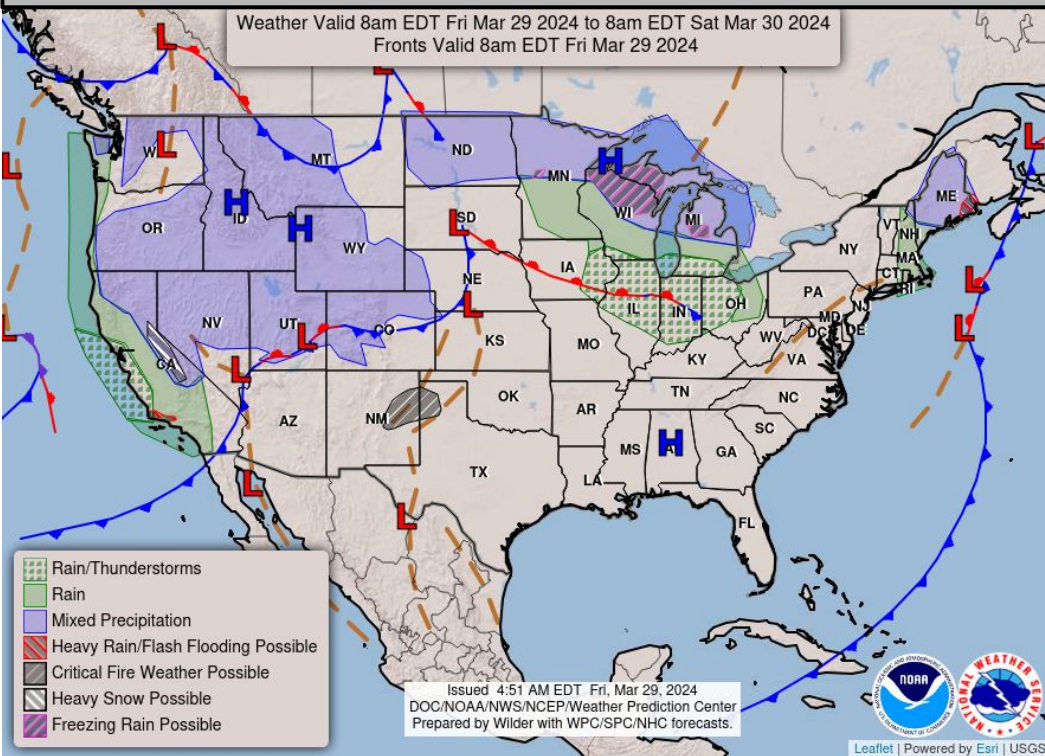 Weather Valid 8am EDT Fri Mar 29 2024 to 8am EDT Sat Mar 30 2024
Fronts Valid 8am EDT Fri Mar 29 2024
L
L
L
W L
MT
ND
MN
H
ME
L
OR
H
ID
H
WY
SD
L
WI
MI
VT
NH
NY
MA
CT
RI
L
NE
IA
PA
NJ
L
NV
UT
L
CO
L
IL
IN
OH
MD
DE
DC
WV
VA
L
CA
L
KS
MO
KY
AZ
NM
OK
AR
TN
NC
SC
MS
H
GA
TX
LA
L
L
FL
Rain/Thunderstorms
Rain
Mixed Precipitation
Heavy Rain/Flash Flooding Possible
Critical Fire Weather Possible
Heavy Snow Possible
Freezing Rain Possible
Issued 4:51 AM EDT Fri, Mar 29, 2024
DOC/NOAA/NWS/NCEP/Weather Prediction Center
Prepared by Wilder with WPC/SPC/NHC forecasts.
NOAA
NATIONAL WEATHER SERVICE
Leaflet | Powered by Esri | USGS